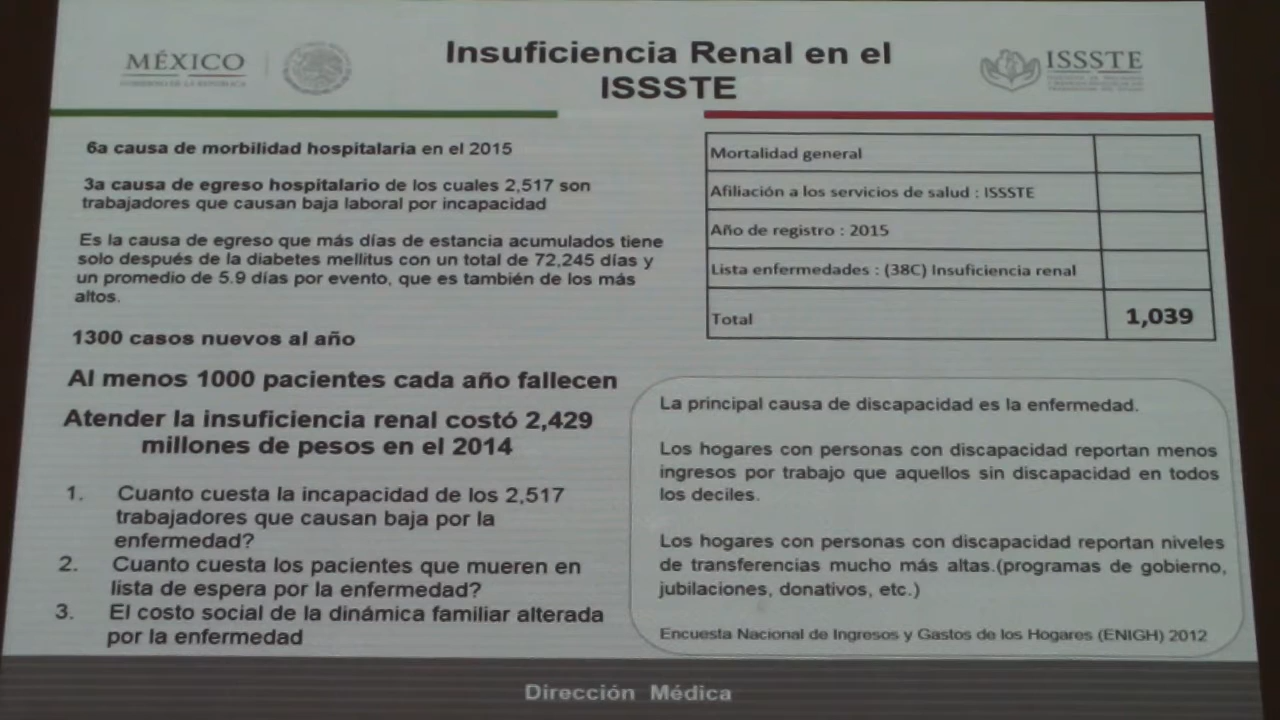 MÉXICO
GOBIERNO DE LA REPÚBLICA
Insuficiencia Renal en el
ISSSTE
ISSSTE
6a causa de morbilidad hospitalaria en el 2015
3a causa de egreso hospitalario de los cuales 2,517 son
trabajadores que causan baja laboral por incapacidad
Es la causa de egreso que más días de estancia acumulados tiene
solo después de la diabetes mellitus con un total de 72,245 días y
un promedio de 5.9 días por evento, que es también de los más
altos.
1300 casos nuevos al año
Al menos 1000 pacientes cada año fallecen
Atender la insuficiencia renal costó 2,429
millones de pesos en el 2014
1. Cuanto cuesta la incapacidad de los 2,517
trabajadores que causan baja por la
enfermedad?
2. Cuanto cuesta los pacientes que mueren en
lista de espera por la enfermedad?
3. El costo social de la dinámica familiar alterada
por la enfermedad
Mortalidad general
Afiliación a los servicios de salud : ISSSTE
Año de registro : 2015
Lista enfermedades : (38C) Insuficiencia renal
Total 1,039
La principal causa de discapacidad es la enfermedad.
Los hogares con personas con discapacidad reportan menos
ingresos por trabajo que aquellos sin discapacidad en todos
los deciles.
Los hogares con personas con discapacidad reportan niveles
de transferencias mucho más altas.(programas de gobierno,
jubilaciones, donativos, etc.)
Encuesta Nacional de Ingresos y Gastos de los Hogares (ENIGH) 2012
Dirección Médica